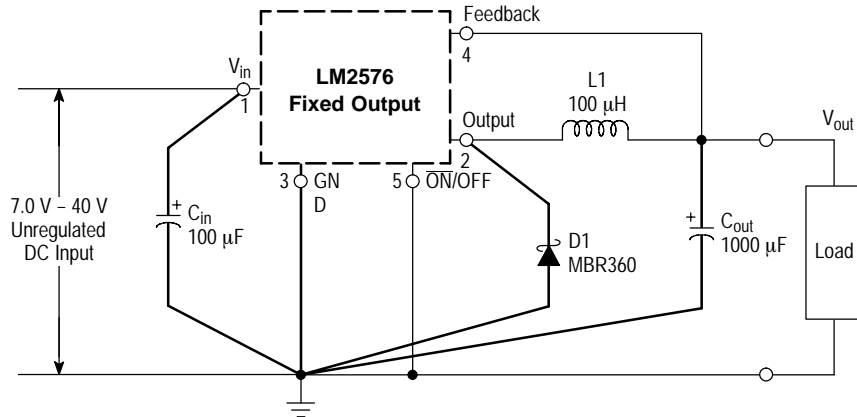 Feedback
4
LM2576
Fixed Output
Vin
1
L1
100 μH
Output
2
Vout
3 GN
D
5 ON/OFF
7.0 V – 40 V
Unregulated
DC Input
+
Cin
100 μF
D1
MBR360
+
Cout
1000 μF
Load